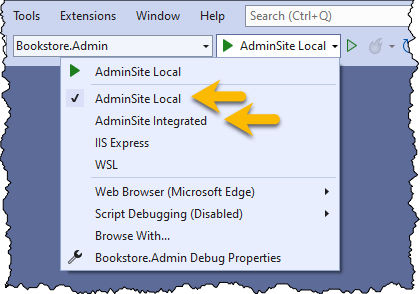 Tools Extensions Window Help Search (Ctrl+Q)
Bookstore.Admin AdminSite Local
AdminSite Local
AdminSite Local
AdminSite Integrated
IIS Express
WSL
Web Browser (Microsoft Edge)
Script Debugging (Disabled)
Browse With...
Bookstore.Admin Debug Properties